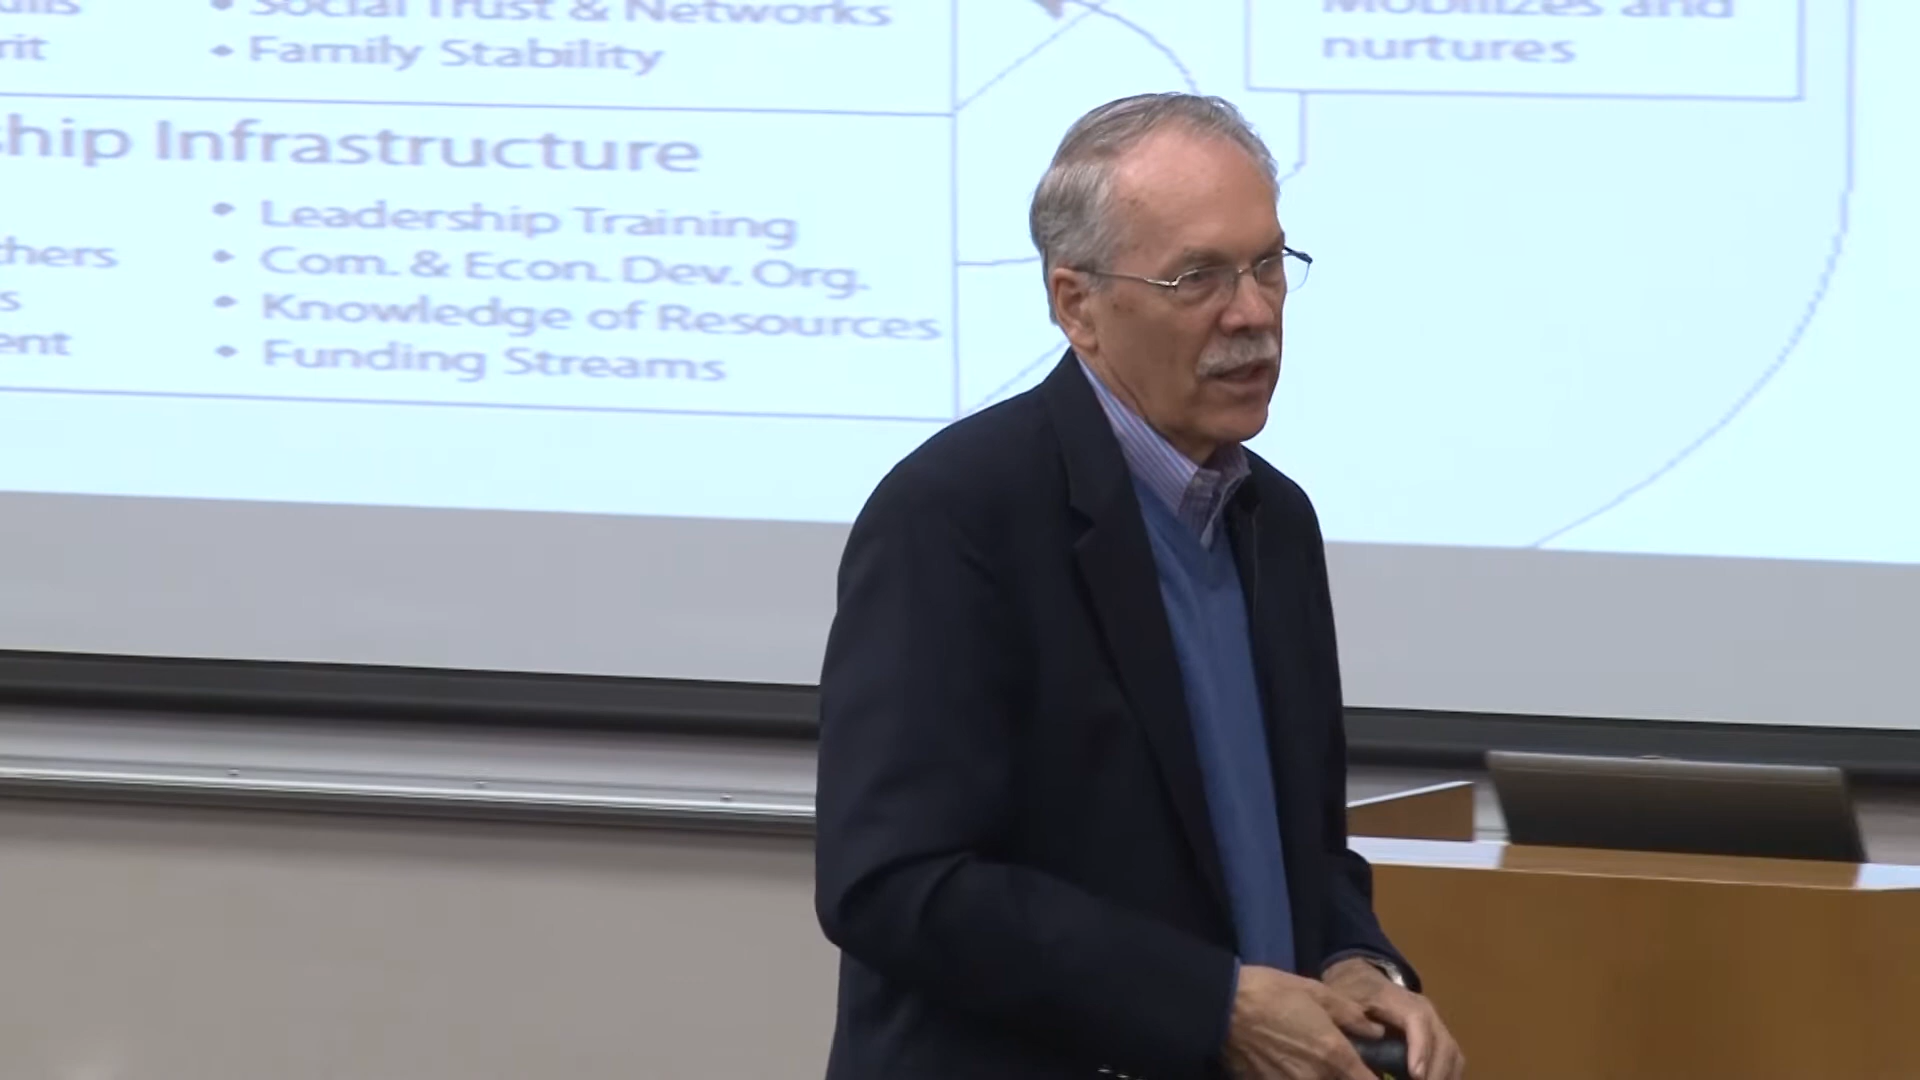 Social Trust & Networks
Family Stability
Mobilizes and
nurtures
ship Infrastructure
Leadership Training
Com. & Econ. Dev. Org.
Knowledge of Resources
Funding Streams